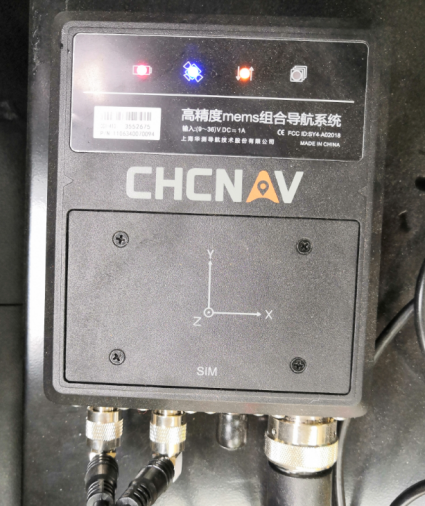 高精度mems组合导航系统
输入:(9~36)V DC⎓1A
CE FCC ID:SY4-A02018
上海华测导航技术股份有限公司
MADE IN CHINA
CHCNAV
Y
Z
X
SIM